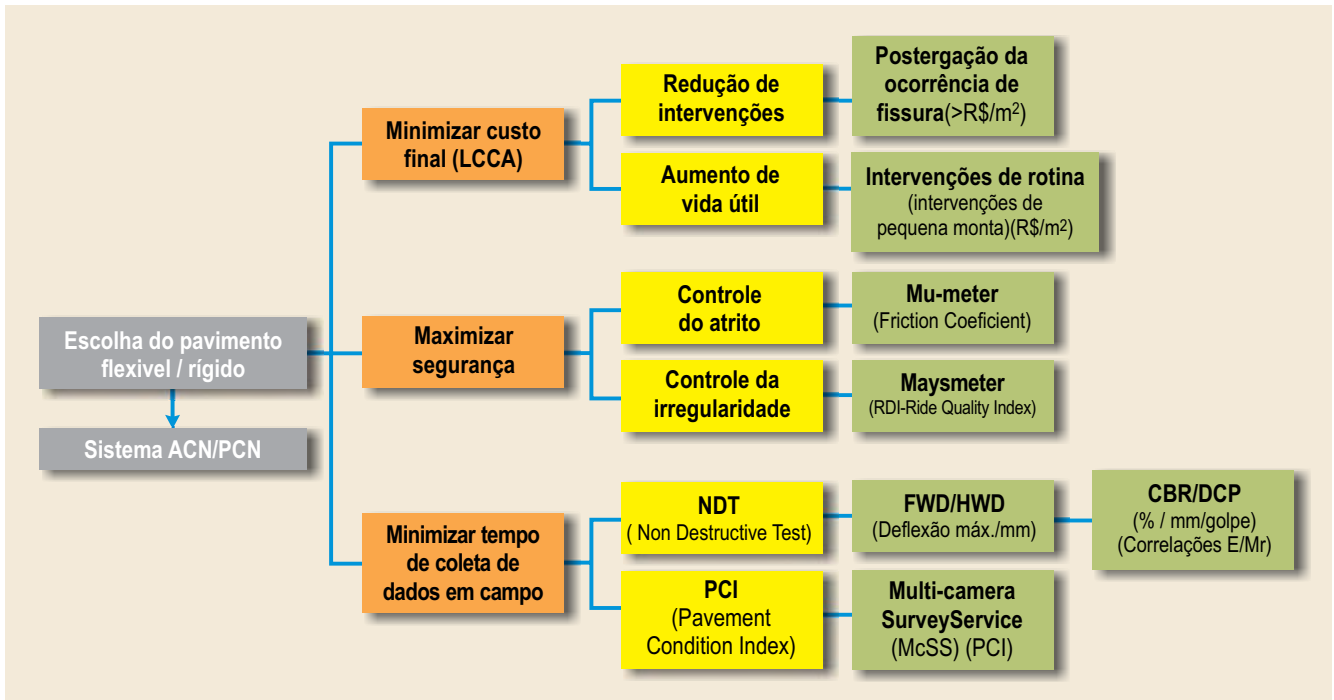 Escolha do pavimento
flexivel / rígido
Sistema ACN/PCN
Minimizar custo
final (LCCA)
Redução de
intervenções
Postergação da
ocorrência de
fissura(>R$/m²)
Aumento de
vida útil
Intervenções de rotina
(intervenções de
pequena monta)(R$/m²)
Maximizar
segurança
Controle
do atrito
Mu-meter
(Friction Coeficient)
Controle da
irregularidade
Maysmeter
(RDI-Ride Quality Index)
Minimizar tempo
de coleta de
dados em campo
NDT
( Non Destructive Test)
FWD/HWD
(Deflexão máx./mm)
CBR/DCP
(% / mm/golpe)
(Correlações E/Mr)
PCI
(Pavement
Condition Index)
Multi-camera
SurveyService
(McSS) (PCI)